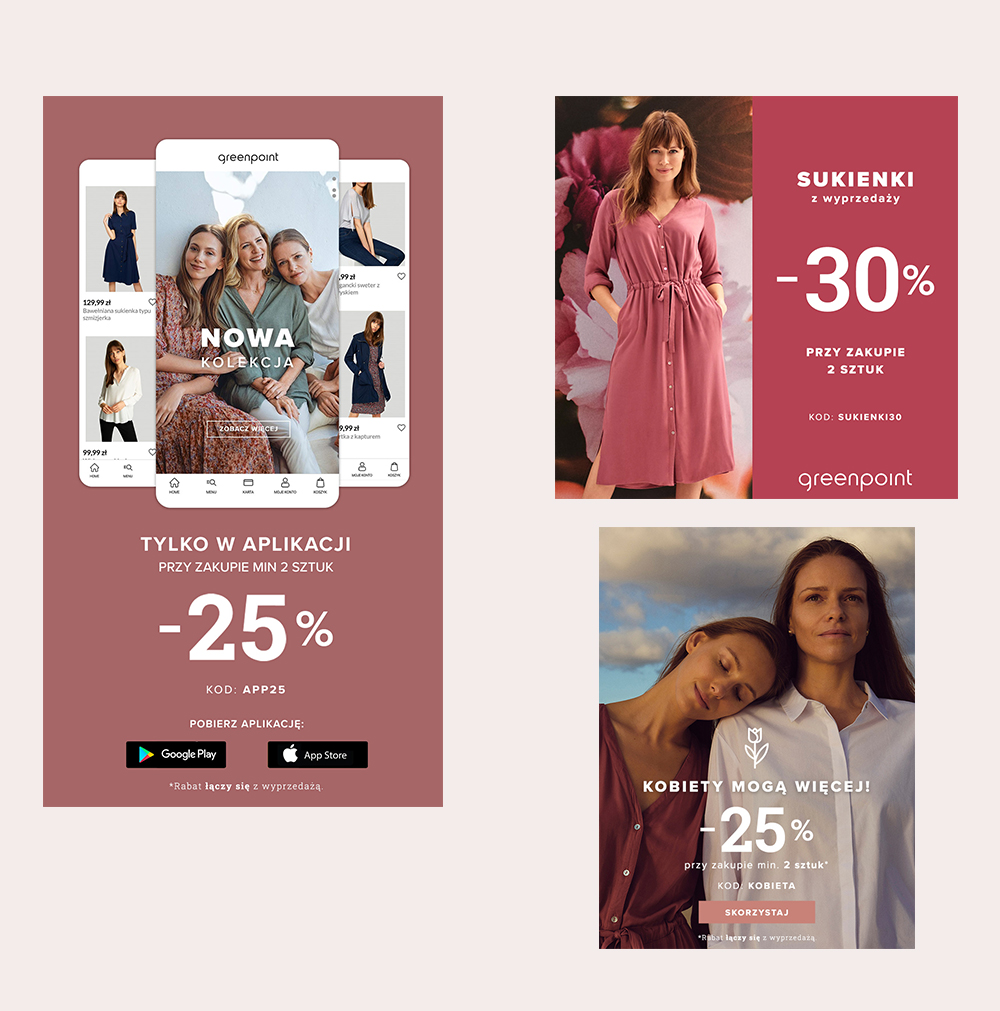 greenpoint
129,99 zł
Bawełniana sukienka typu
szmizjerka
99,99 zł
HOME
MENU
NOWA
KOLEKCJA
ZOBACZ WIĘCEJ
HOME
MENU
KARTA
MOJE KONTO
KOSZYK
,99 zł
gancki sweter z
yskiem
rtka z kapturem
MOJE KONTO
KOSZYK
TYLKO W APLIKACJI
PRZY ZAKUPIE MIN 2 SZTUK
-25%
KOD: APP25
POBIERZ APLIKACJĘ:
Google Play
App Store
*Rabat łączy się z wyprzedażą.
SUKIENKI
z wyprzedaży
-30%
PRZY ZAKUPIE
2 SZTUK
KOD: SUKIENKI30
greenpoint
KOBIETY MOGĄ WIĘCEJ!
-25%
przy zakupie min. 2 sztuk*
KOD: KOBIETA
SKORZYSTAJ
*Rabat łączy się z wyprzedażą